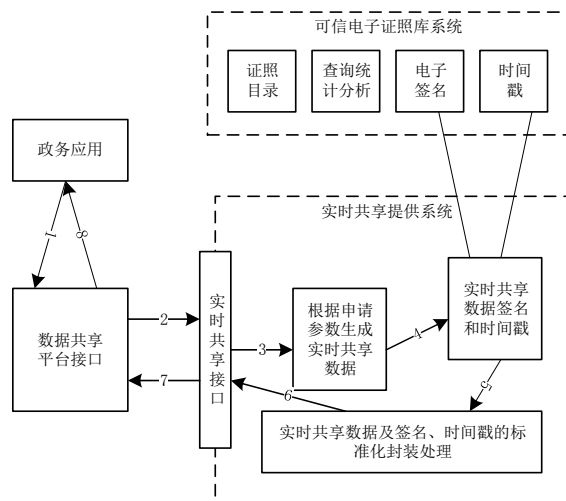 可信电子证照库系统
证照
目录
查询统
计分析
电子
签名
时间
戳
政务应用
实时共享提供系统
1
8
数据共享
平台接口
2
7
实时共享接口
3
根据申请
参数生成
实时共享
数据
4
实时共享
数据签名
和时间戳
5
6
实时共享数据及签名、时间戳的标
准化封装处理